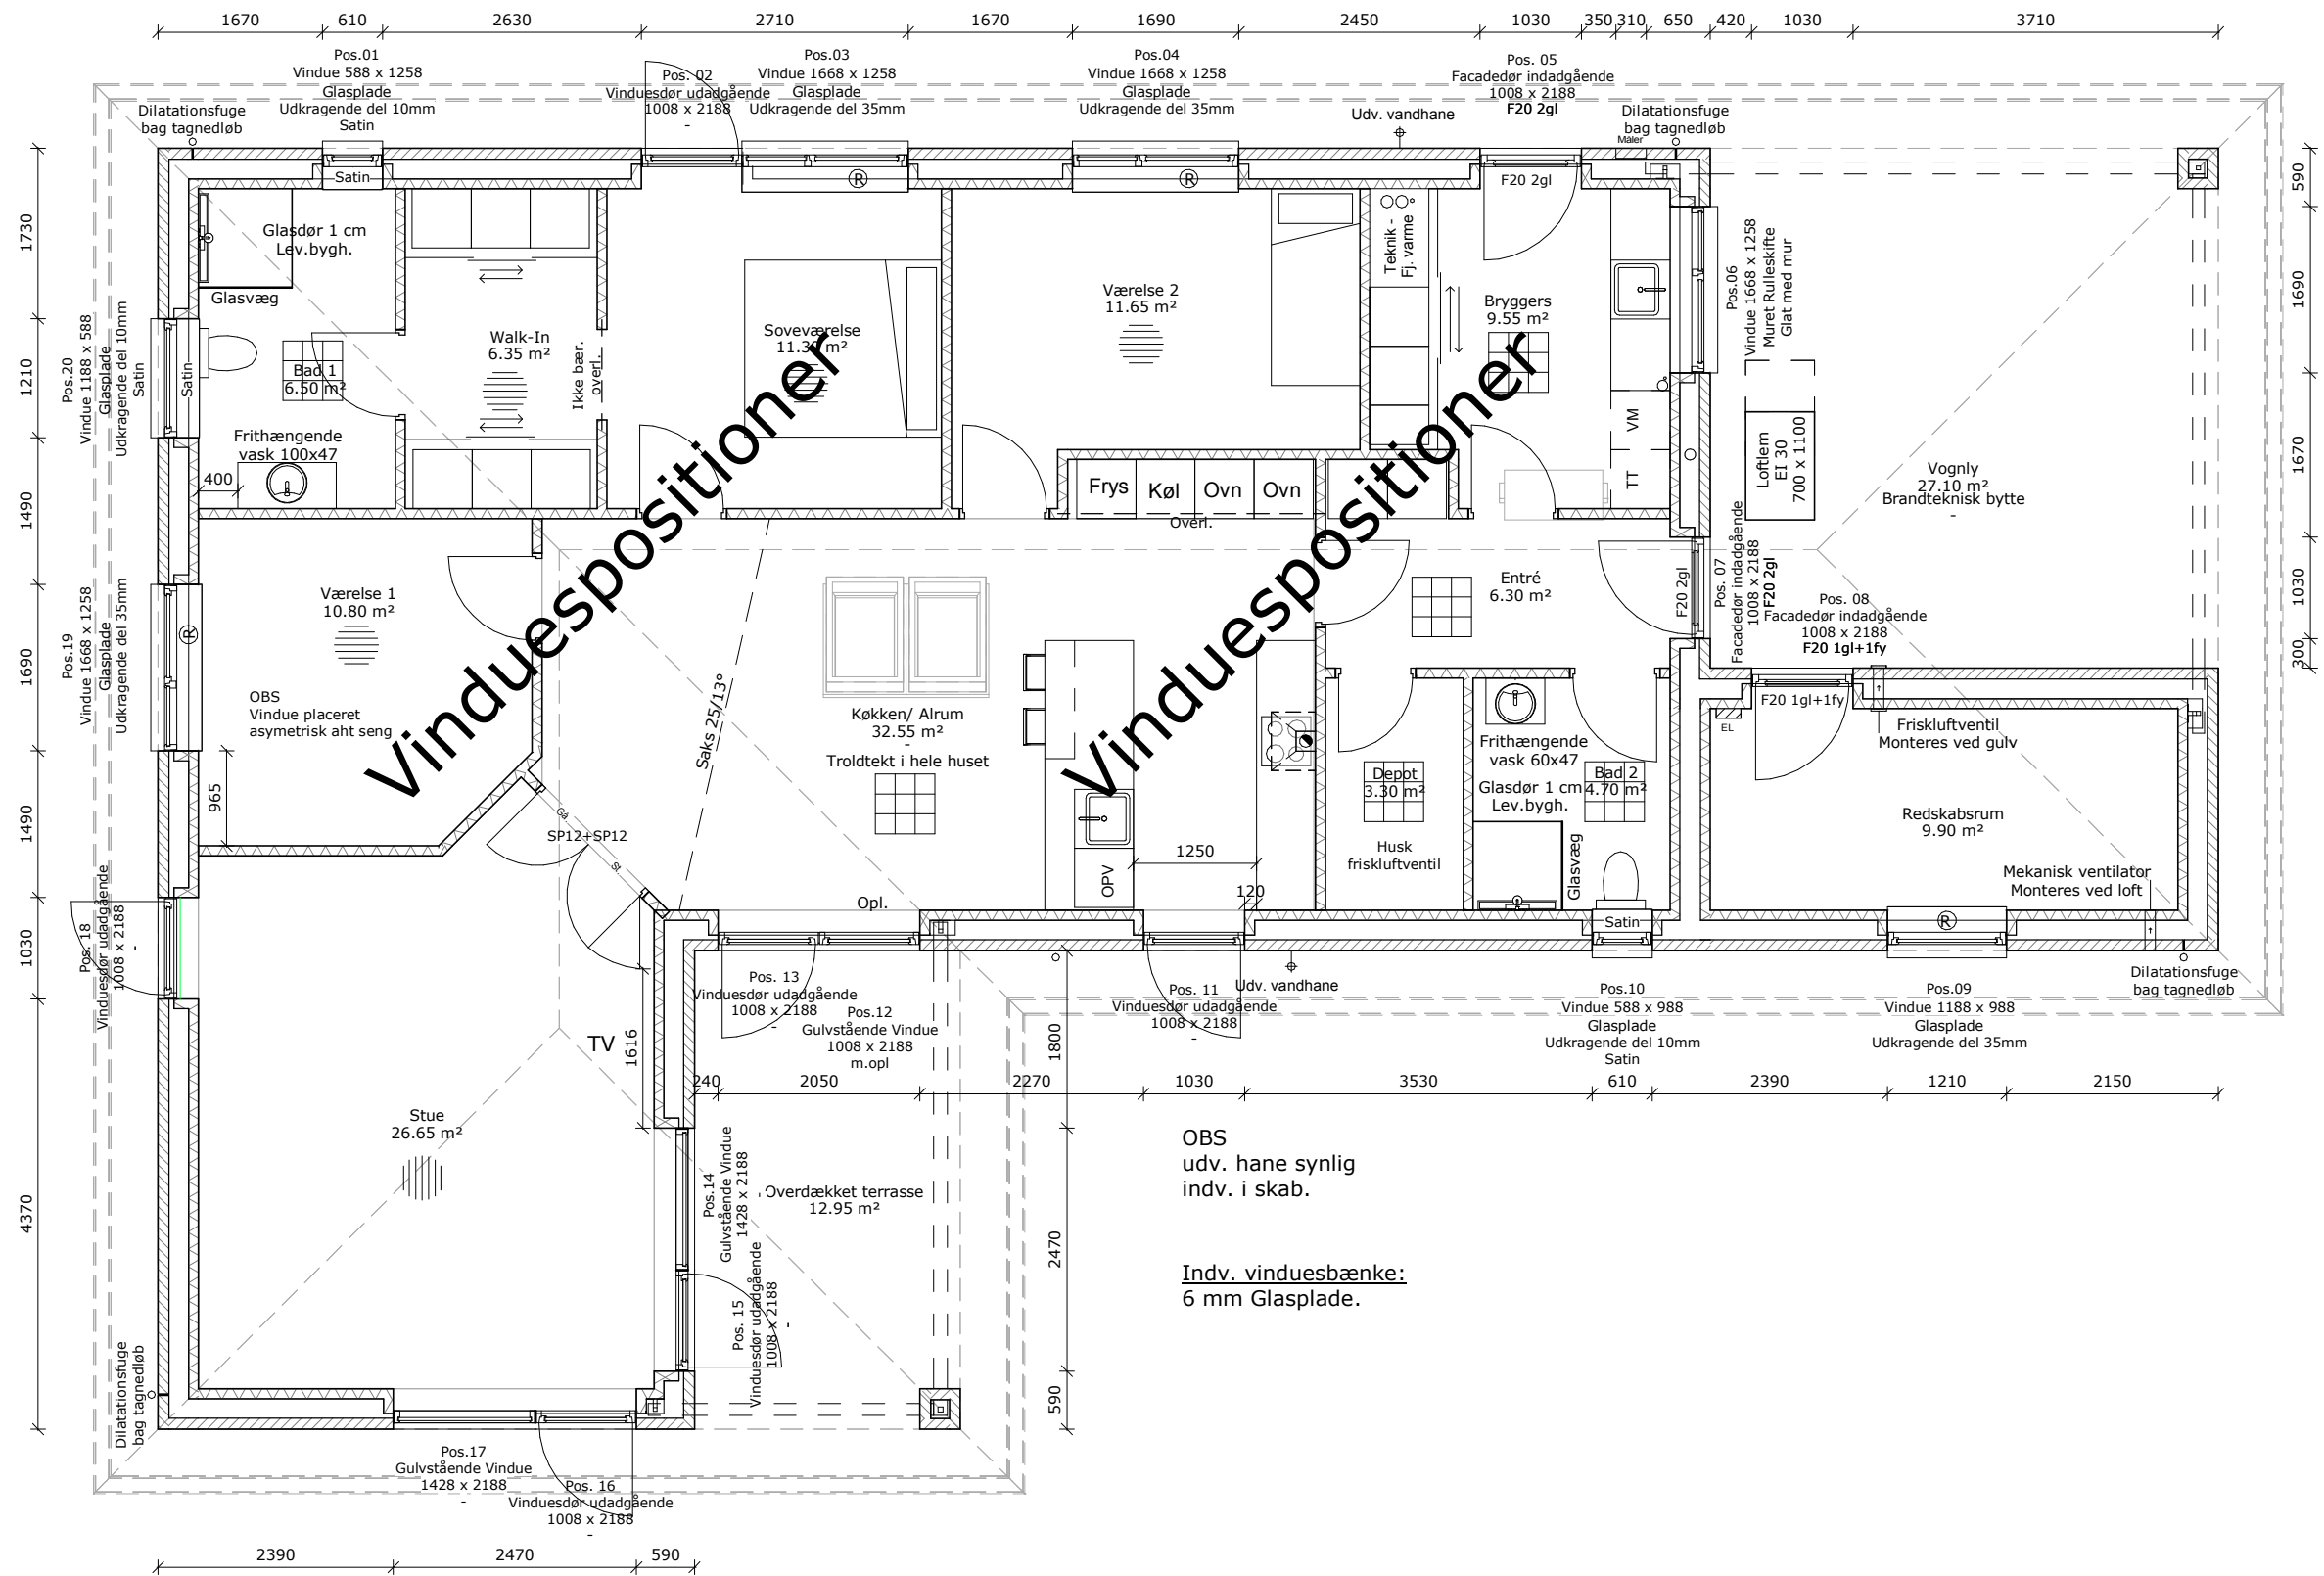 1670 610 2630 2710 1670 1690 2450 1030 350 310 650 420 1030 3710
Pos.01
Vindue 588 x 1258
Glasplade
Udkragende del 10mm
Satin
Pos. 02
Vinduesdør udadgående
1008 x 2188
-
Pos.03
Vindue 1668 x 1258
Glasplade
Udkragende del 35mm
Pos.04
Vindue 1668 x 1258
Glasplade
Udkragende del 35mm
Pos. 05
Facadedør indadgående
1008 x 2188
F20 2gl
Dilatationsfuge
bag tagnedløb
Udv. vandhane
Dilatationsfuge
bag tagnedløb
Måler
Satin
R
R
F20 2gl
1730
1210
1490
1690
1490
1030
4370
590
1690
1670
1030
300
Glasdør 1 cm
Lev.bygh.
Glasvæg
Bad 1
6.50 m²
Frithængende
vask 100x47
400
Walk-In
6.35 m²
Ikke bær.
overl.
Soveværelse
Værelse 2
11.65 m²
Teknik -
Fj. varme
Bryggers
9.55 m²
VM
TT
Pos.06
Vindue 1668 x 1258
Muret Rulleskifte
Glat med mur
Loftlem
EI 30
700 x 1100
Vognly
27.10 m²
Brandteknisk bytte
-
Pos.20
Vindue 1188 x 588
Glasplade
Udkragende del 10mm
Satin
Satin
Frys
Køl
Ovn
Ovn
Overl.
Vinduespositioner
Vinduespositioner
Værelse 1
10.80 m²
OBS
Vindue placeret
asymetrisk aht seng
965
Pos.19
Vindue 1668 x 1258
Glasplade
Udkragende del 35mm
R
Saks 25/13°
Køkken/ Alrum
32.55 m²
-
Troldtekt i hele huset
Entré
6.30 m²
F20 2gl
Pos. 07
Facadedør indadgående
1008 x 2188
F20 2gl
Pos. 08
Facadedør indadgående
1008 x 2188
F20 1gl+1fy
F20 1gl+1fy
EL
Friskluftventil
Monteres ved gulv
Redskabsrum
9.90 m²
Mekanisk ventilator
Monteres ved loft
R
Depot
3.30 m²
Husk
friskluftventil
Frithængende
vask 60x47
Glasdør 1 cm
Lev.bygh.
Bad 2
4.70 m²
Glasvæg
Satin
1250
120
OPV
Opl.
Gå.
St.
SP12+SP12
Pos. 18
Vinduesdør udadgående
1008 x 2188
-
Pos. 13
Vinduesdør udadgående
1008 x 2188
-
Pos.12
Gulvstående Vindue
1008 x 2188
m.opl
Pos. 11
Vinduesdør udadgående
1008 x 2188
-
Udv. vandhane
Pos.10
Vindue 588 x 988
Glasplade
Udkragende del 10mm
Satin
Pos.09
Vindue 1188 x 988
Glasplade
Udkragende del 35mm
Dilatationsfuge
bag tagnedløb
TV
1616
1800
2470
590
240 2050 2270 1030 3530 610 2390 1210 2150
Stue
26.65 m²
Pos.14
Gulvstående Vindue
1428 x 2188
-
Overdækket terrasse
12.95 m²
Pos. 15
Vinduesdør udadgående
1008 x 2188
-
OBS
udv. hane synlig
indv. i skab.
Indv. vinduesbænke:
6 mm Glasplade.
Dilatationsfuge
bag tagnedløb
Pos.17
Gulvstående Vindue
1428 x 2188
-
Pos. 16
Vinduesdør udadgående
1008 x 2188
-
2390 2470 590